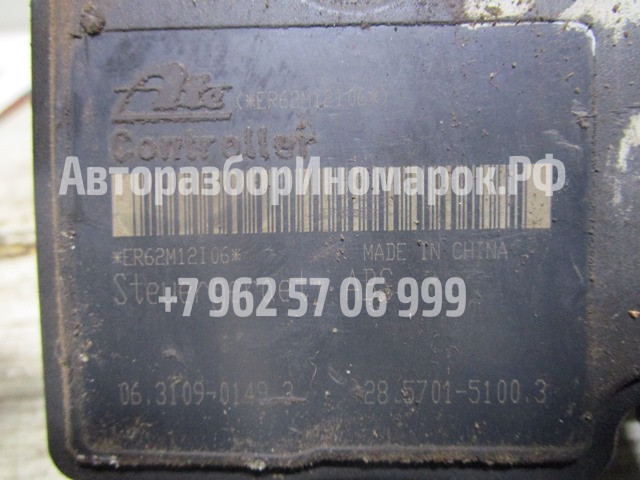 Ate (*ER62M12I06*)
Controller
АвторазборИномарок.РФ
*ER62M12I06* MADE IN CHINA
ABS
+7 962 57 06 999
06.3109-0149.3 28.5701-5100.3